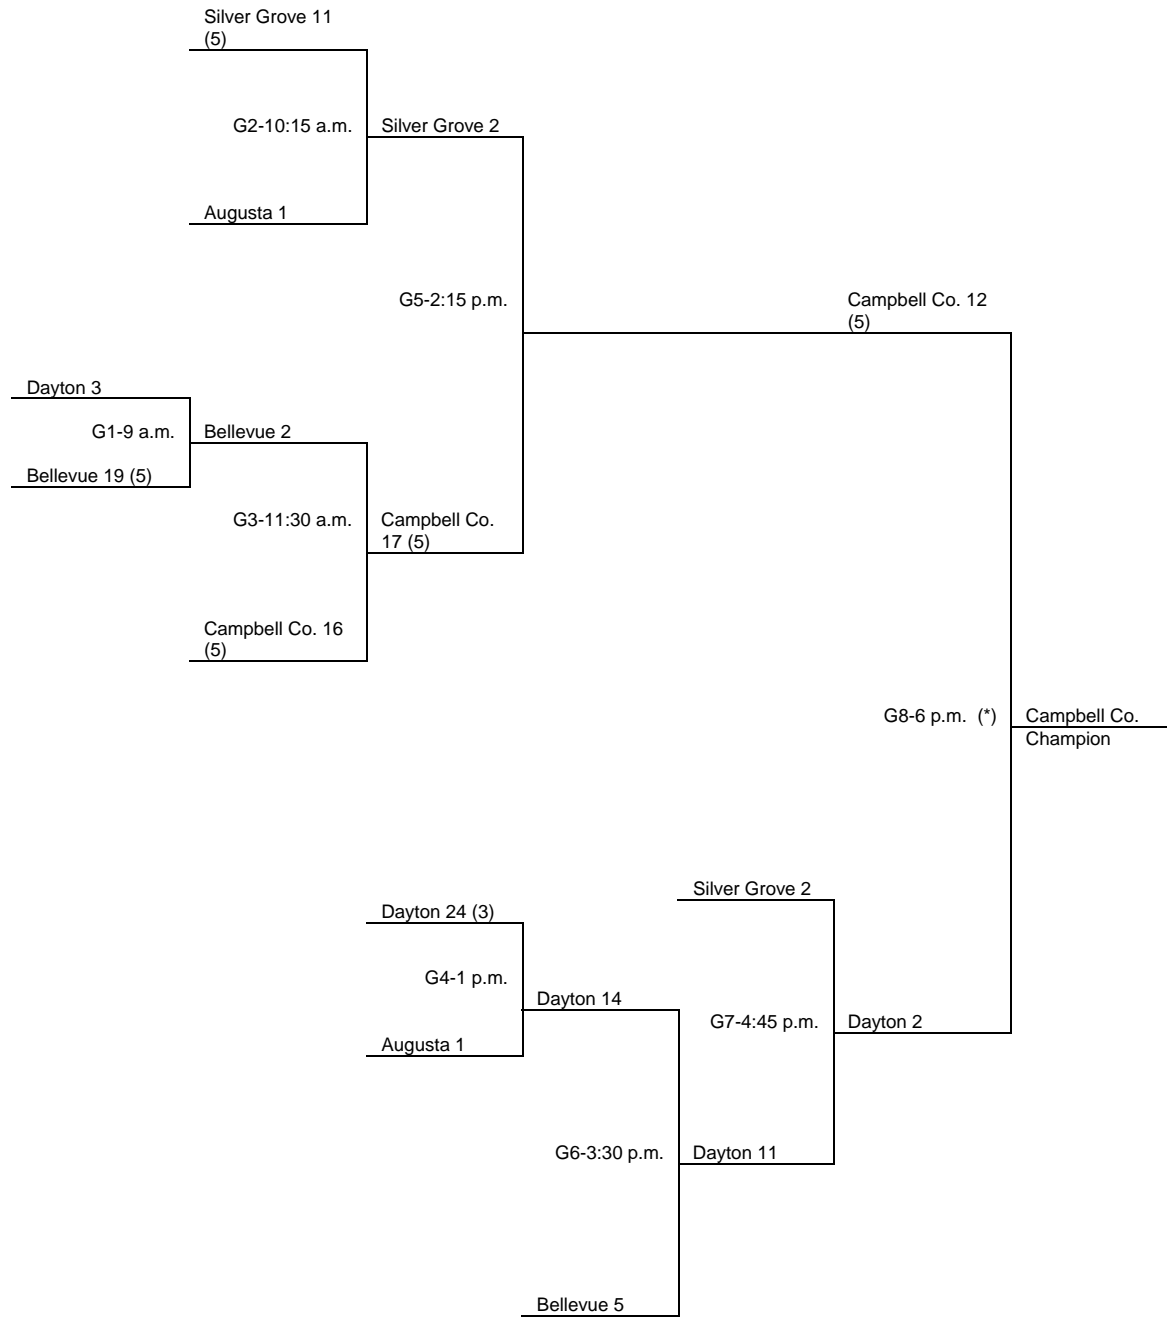 Silver Grove 11
(5)
G2-10:15 a.m.
Silver Grove 2
Augusta 1
G5-2:15 p.m.
Campbell Co. 12
(5)
Dayton 3
G1-9 a.m.
Bellevue 2
Bellevue 19 (5)
G3-11:30 a.m.
Campbell Co.
17 (5)
Campbell Co. 16
(5)
G8-6 p.m. (*)
Campbell Co.
Champion
Silver Grove 2
Dayton 24 (3)
G4-1 p.m.
Dayton 14
G7-4:45 p.m.
Dayton 2
Augusta 1
G6-3:30 p.m.
Dayton 11
Bellevue 5